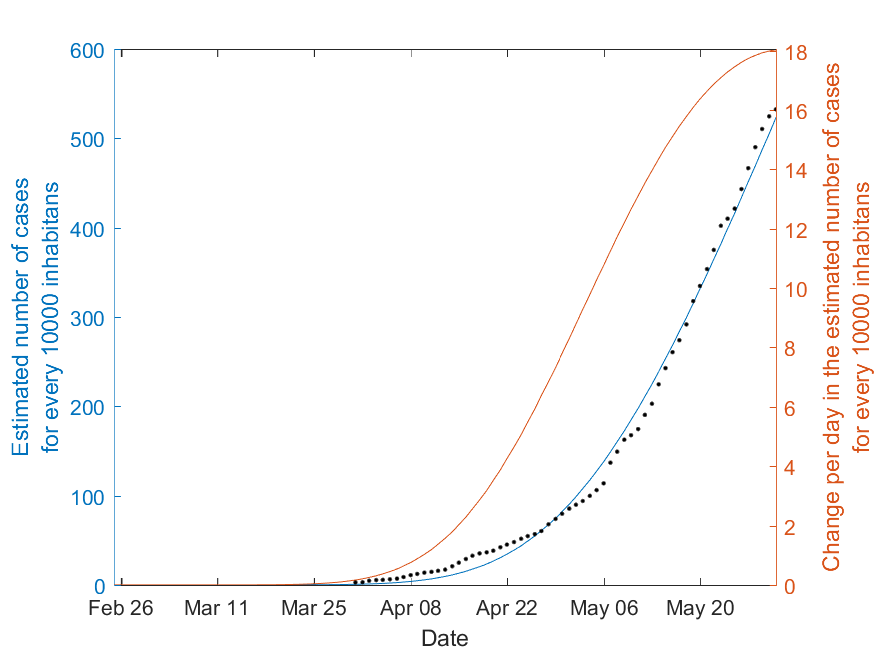 600
500
400
300
200
100
0
Estimated number of cases
for every 10000 inhabitans
18
16
14
12
10
8
6
4
2
0
Change per day in the estimated number of cases
for every 10000 inhabitans
Feb 26 Mar 11 Mar 25 Apr 08 Apr 22 May 06 May 20
Date